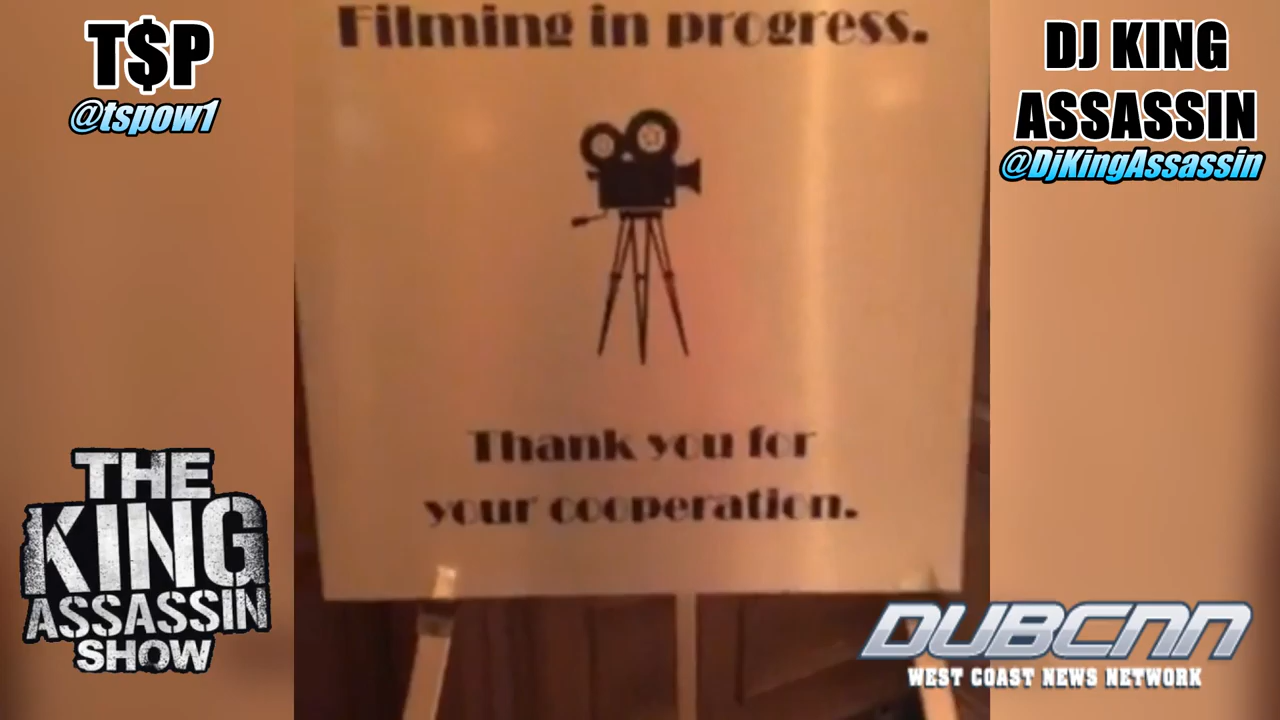 T$P
@tspow1
DJ KING
ASSASSIN
@DjKingAssassin
Filming in progress.
Thank you for
your cooperation.
THE
KING
ASSASSIN
SHOW
DUBCNN
WEST COAST NEWS NETWORK